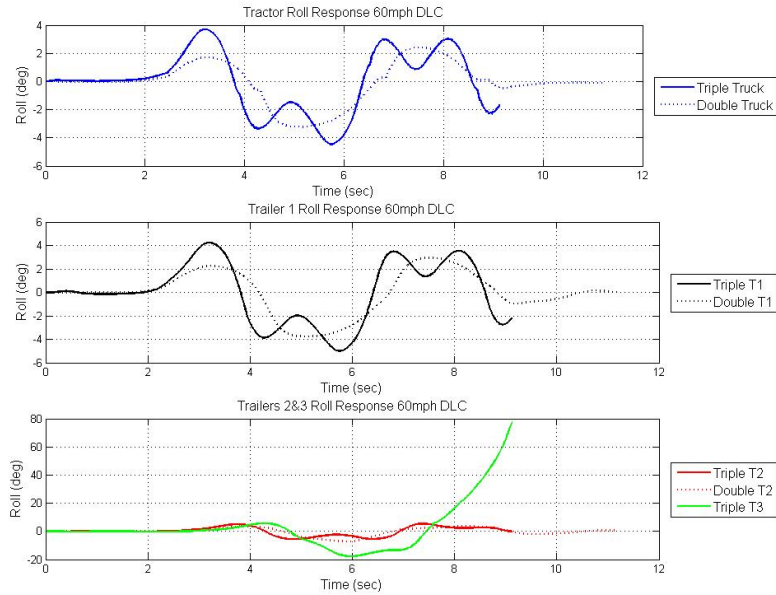 Tractor Roll Response 60mph DLC
4
2
0
-2
-4
-6
Roll (deg)
0 2 4 6 8 10 12
Time (sec)
Triple Truck
Double Truck
Trailer 1 Roll Response 60mph DLC
6
4
2
0
-2
-4
-6
Roll (deg)
0 2 4 6 8 10 12
Time (sec)
Triple T1
Double T1
Trailers 2&3 Roll Response 60mph DLC
80
60
40
20
0
-20
Roll (deg)
0 2 4 6 8 10 12
Time (sec)
Triple T2
Double T2
Triple T3